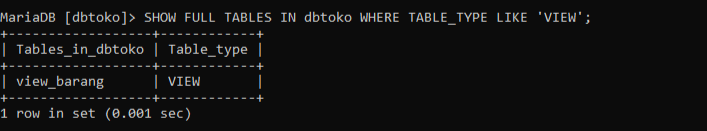 MariaDB [dbtoko]> SHOW FULL TABLES IN dbtoko WHERE TABLE_TYPE LIKE 'VIEW';
+------------------+------------+
| Tables_in_dbtoko | Table_type |
+------------------+------------+
| view_barang      | VIEW       |
+------------------+------------+
1 row in set (0.001 sec)